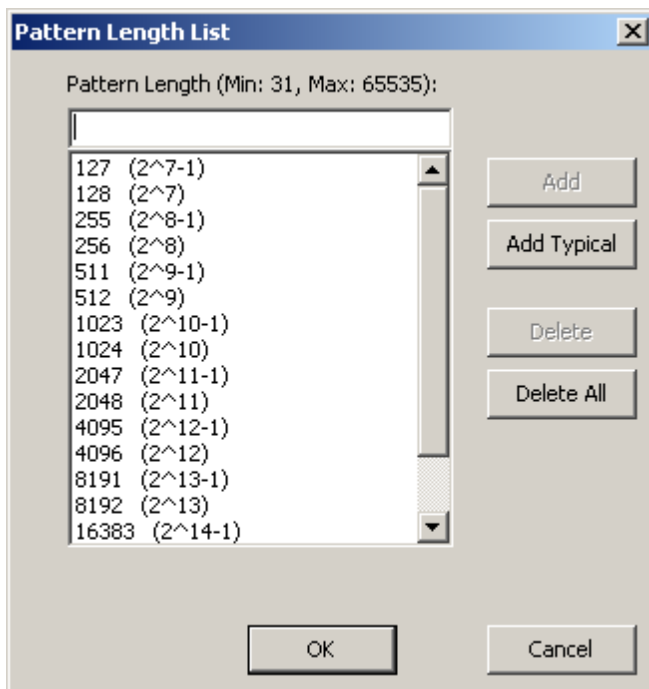 Pattern Length List
Pattern Length (Min: 31, Max: 65535):
127 (2^7-1)
128 (2^7)
255 (2^8-1)
256 (2^8)
511 (2^9-1)
512 (2^9)
1023 (2^10-1)
1024 (2^10)
2047 (2^11-1)
2048 (2^11)
4095 (2^12-1)
4096 (2^12)
8191 (2^13-1)
8192 (2^13)
16383 (2^14-1)
Add
Add Typical
Delete
Delete All
OK
Cancel